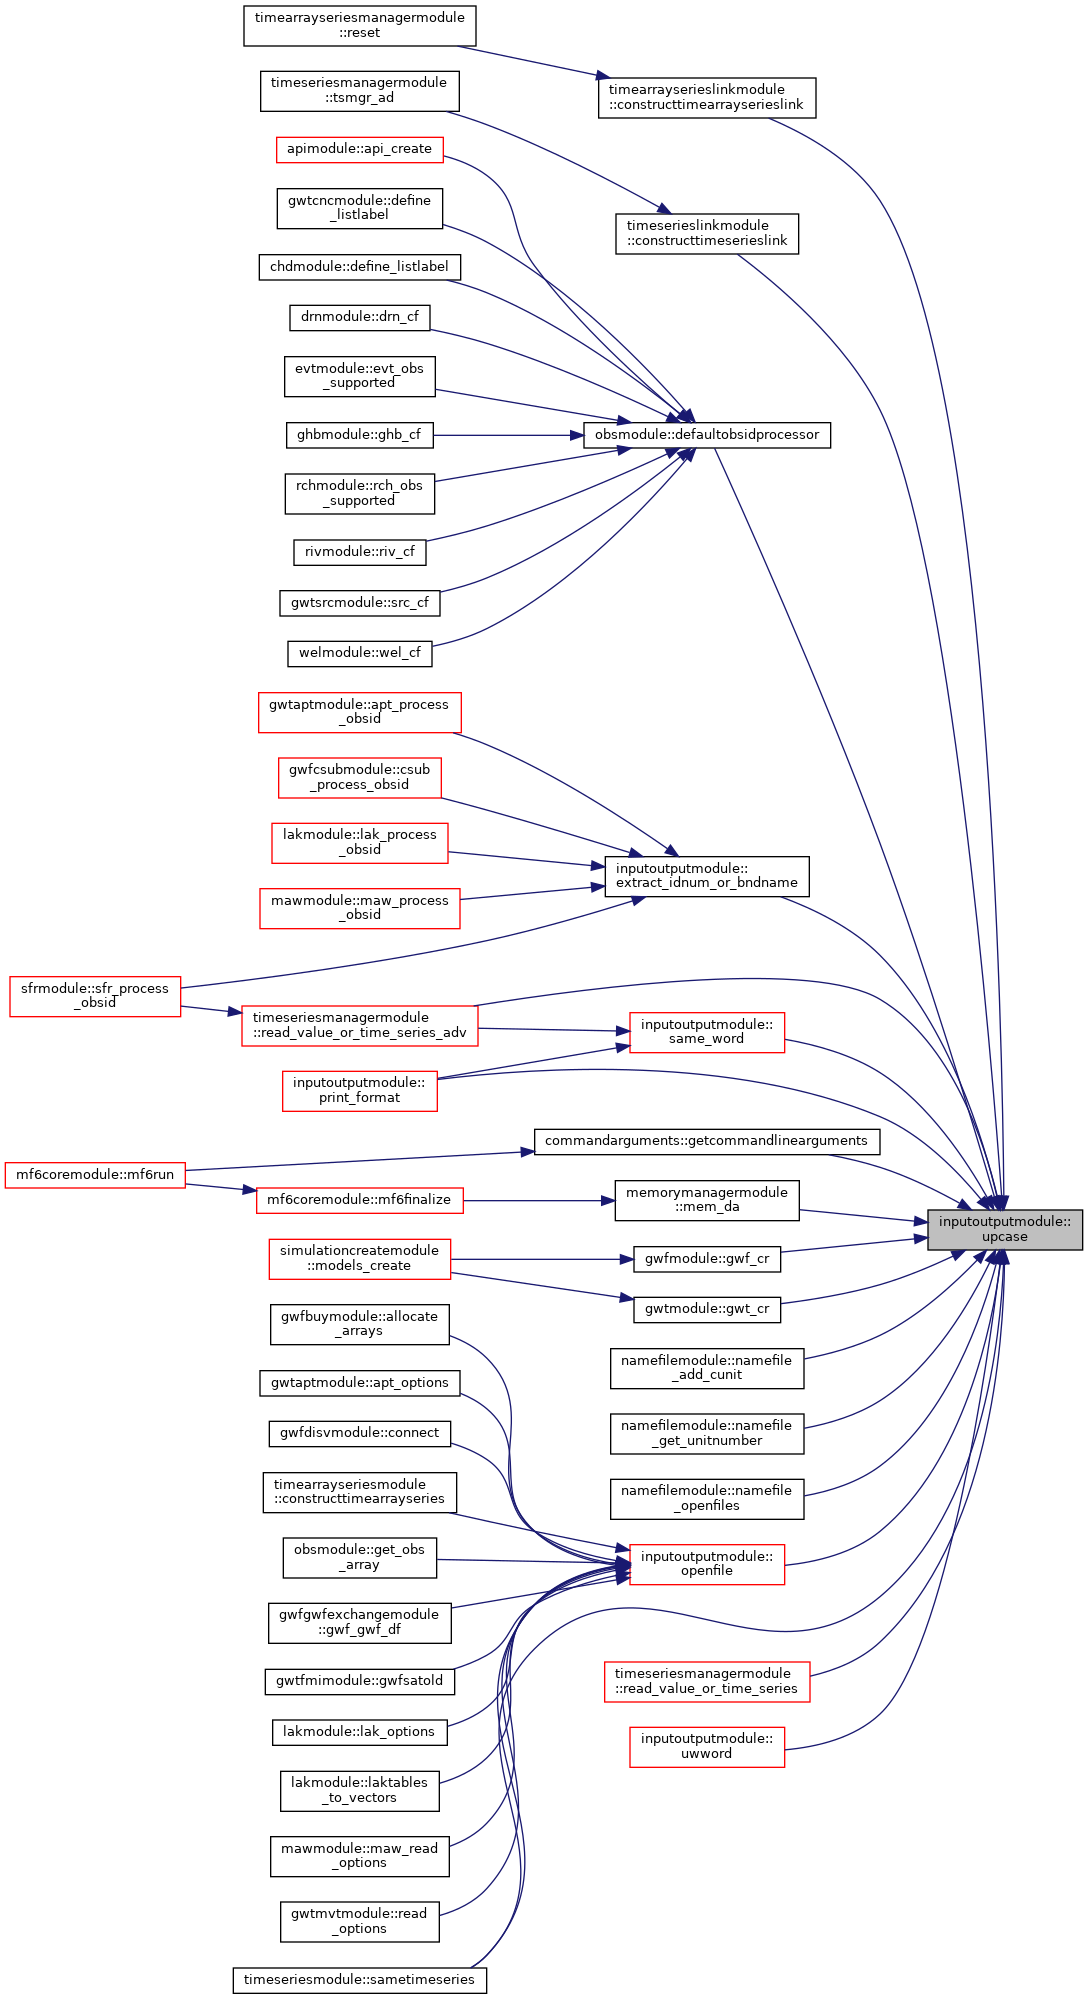 timearrayseriesmanagermodule
::reset
timearrayserieslinkmodule
::constructtimearrayserieslink
timeseriesmanagermodule
::tsmgr_ad
apimodule::api_create
gwtcncmodule::define
_listlabel
timeserieslinkmodule
::constructtimeserieslink
chdmodule::define_listlabel
drnmodule::drn_cf
evtmodule::evt_obs
_supported
ghbmodule::ghb_cf
obsmodule::defaultobsidprocessor
rchmodule::rch_obs
_supported
rivmodule::riv_cf
gwtsrcmodule::src_cf
welmodule::wel_cf
gwtaptmodule::apt_process
_obsid
gwfcsubmodule::csub
_process_obsid
lakmodule::lak_process
_obsid
inputoutputmodule::
extract_idnum_or_bndname
mawmodule::maw_process
_obsid
sfrmodule::sfr_process
_obsid
timeseriesmanagermodule
::read_value_or_time_series_adv
inputoutputmodule::
same_word
inputoutputmodule::
print_format
commandarguments::getcommandlinearguments
mf6coremodule::mf6run
mf6coremodule::mf6finalize
memorymanagermodule
::mem_da
inputoutputmodule::
upcase
simulationcreatemodule
::models_create
gwfmodule::gwf_cr
gwtmodule::gwt_cr
gwfbuymodule::allocate
_arrays
namefilemodule::namefile
_add_cunit
gwtaptmodule::apt_options
gwfdisvmodule::connect
namefilemodule::namefile
_get_unitnumber
timearrayseriesmodule
::constructtimearrayseries
namefilemodule::namefile
_openfiles
obsmodule::get_obs
_array
inputoutputmodule::
openfile
gwfgwfexchangemodule
::gwf_gwf_df
gwtfmimodule::gwfsatold
timeseriesmanagermodule
::read_value_or_time_series
lakmodule::lak_options
inputoutputmodule::
uwword
lakmodule::laktables
_to_vectors
mawmodule::maw_read
_options
gwtmvtmodule::read
_options
timeseriesmodule::sametimeseries